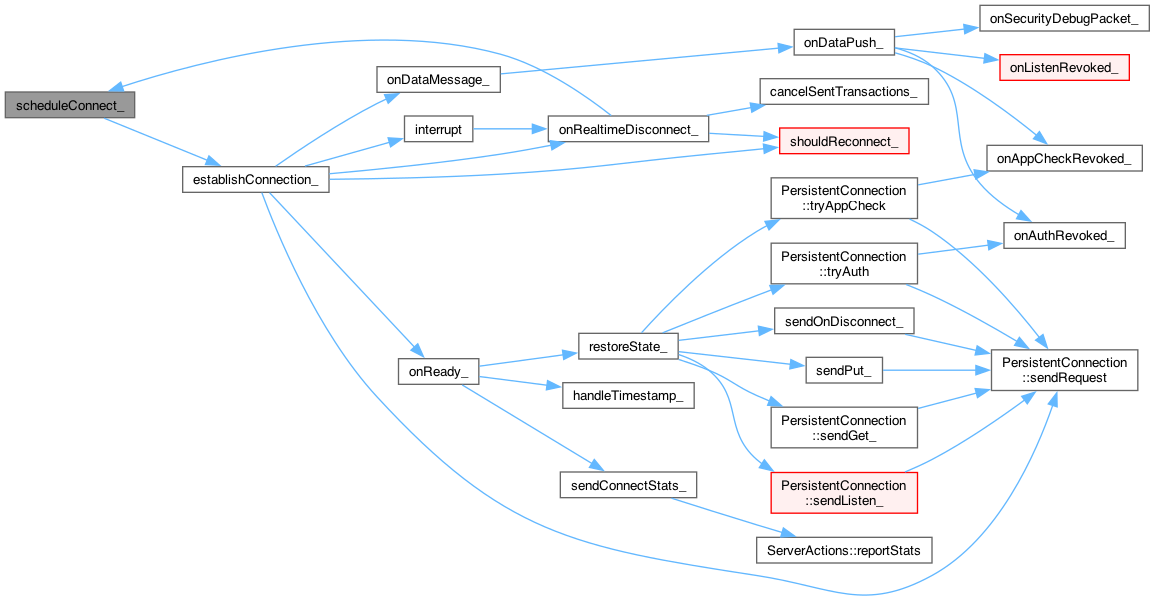 scheduleConnect_
establishConnection_
onDataMessage_
interrupt
onRealtimeDisconnect_
onReady_
onDataPush_
onSecurityDebugPacket_
onListenRevoked_
cancelSentTransactions_
shouldReconnect_
onAppCheckRevoked_
PersistentConnection
::tryAppCheck
onAuthRevoked_
PersistentConnection
::tryAuth
sendOnDisconnect_
restoreState_
sendPut_
PersistentConnection
::sendRequest
handleTimestamp_
PersistentConnection
::sendGet_
sendConnectStats_
PersistentConnection
::sendListen_
ServerActions::reportStats